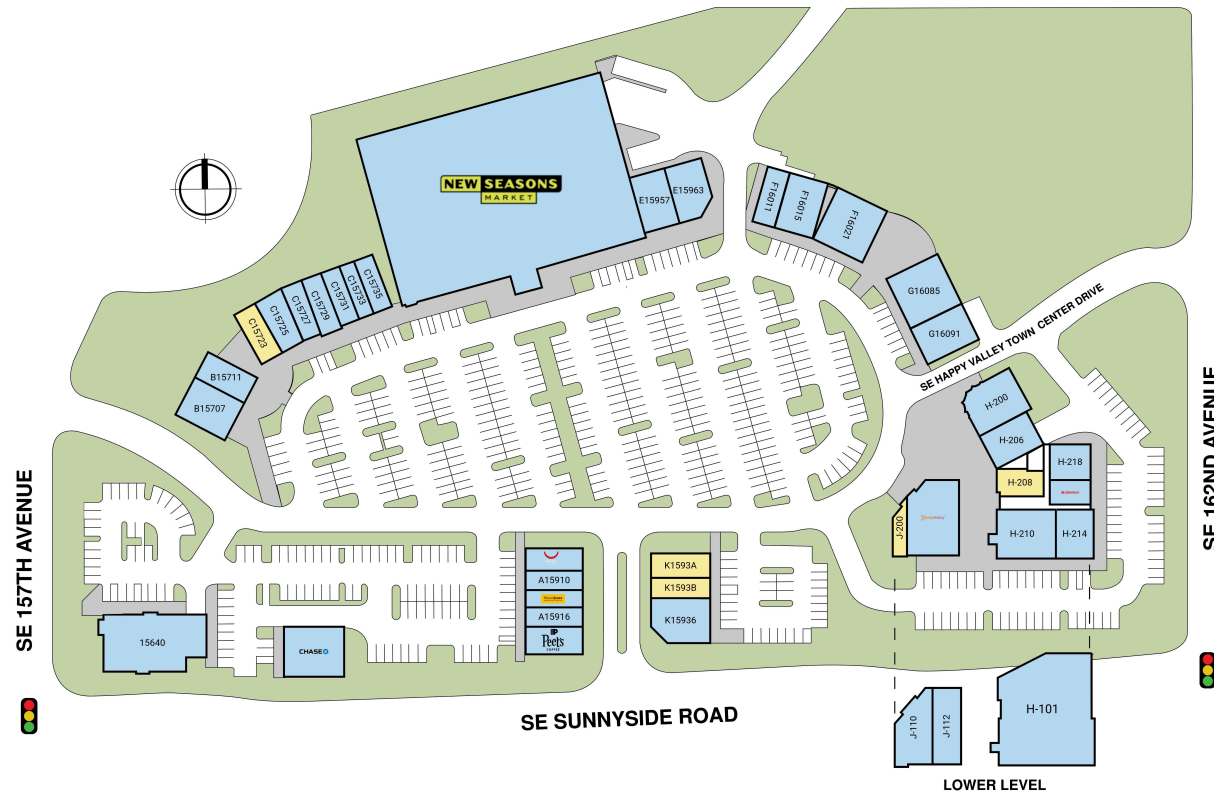 NEW SEASONS
MARKET
E15957
E15963
F16011
F16015
F16021
G16085
G16091
C15723
C15725
C15727
C15729
C15731
C15733
C15735
B15711
B15707
SE HAPPY VALLEY TOWN CENTER DRIVE
H-200
H-206
H-208
H-218
H-210
H-214
J-200
SE 157TH AVENUE
SE 162ND AVENUE
15640
CHASE
A15910
A15916
Peet's
COFFEE
K1593A
K1593B
K15936
SE SUNNYSIDE ROAD
J-110
J-112
H-101
LOWER LEVEL